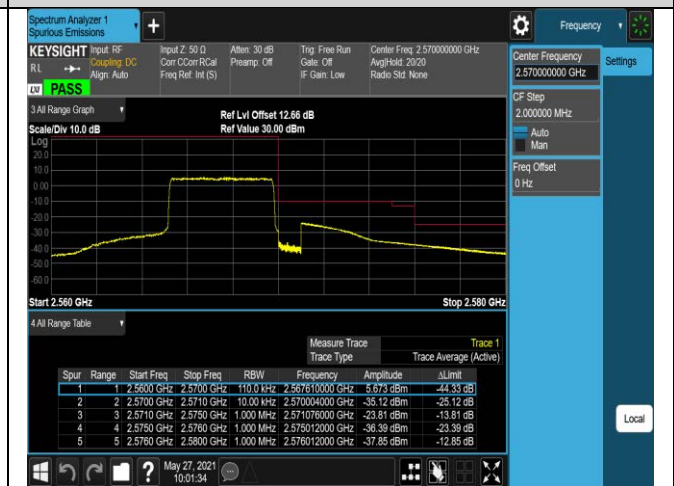 Spectrum Analyzer 1
Spurious Emissions
Frequency
KEYSIGHT Input: RF Input Z: 50 Ω Atten: 30 dB Trig: Free Run Center Freq: 2.570000000 GHz
RL Coupling: DC Corr CCorr RCal Preamp: Off Gate: Off Avg|Hold: 20/20
Align: Auto Freq Ref: Int (S) IF Gain: Low Radio Std: None
LXI PASS
Center Frequency
2.570000000 GHz
Settings
CF Step
2.000000 MHz
Auto
Man
Freq Offset
0 Hz
Local
3 All Range Graph
Ref Lvl Offset 12.66 dB
Scale/Div 10.0 dB Ref Value 30.00 dBm
Log
20.0
10.0
0.00
-10.0
-20.0
-30.0
-40.0
-50.0
-60.0
Start 2.560 GHz Stop 2.580 GHz
4 All Range Table
Measure Trace Trace 1
Trace Type Trace Average (Active)
Spur Range Start Freq Stop Freq RBW Frequency Amplitude ΔLimit
1 1 2.5600 GHz 2.5700 GHz 110.0 kHz 2.567610000 GHz 5.673 dBm -44.33 dB
2 2 2.5700 GHz 2.5710 GHz 10.00 kHz 2.570004000 GHz -35.12 dBm -25.12 dB
3 3 2.5710 GHz 2.5750 GHz 1.000 MHz 2.571076000 GHz -23.81 dBm -13.81 dB
4 4 2.5750 GHz 2.5760 GHz 1.000 MHz 2.575012000 GHz -36.39 dBm -23.39 dB
5 5 2.5760 GHz 2.5800 GHz 1.000 MHz 2.576012000 GHz -37.85 dBm -12.85 dB
May 27, 2021
10:01:34